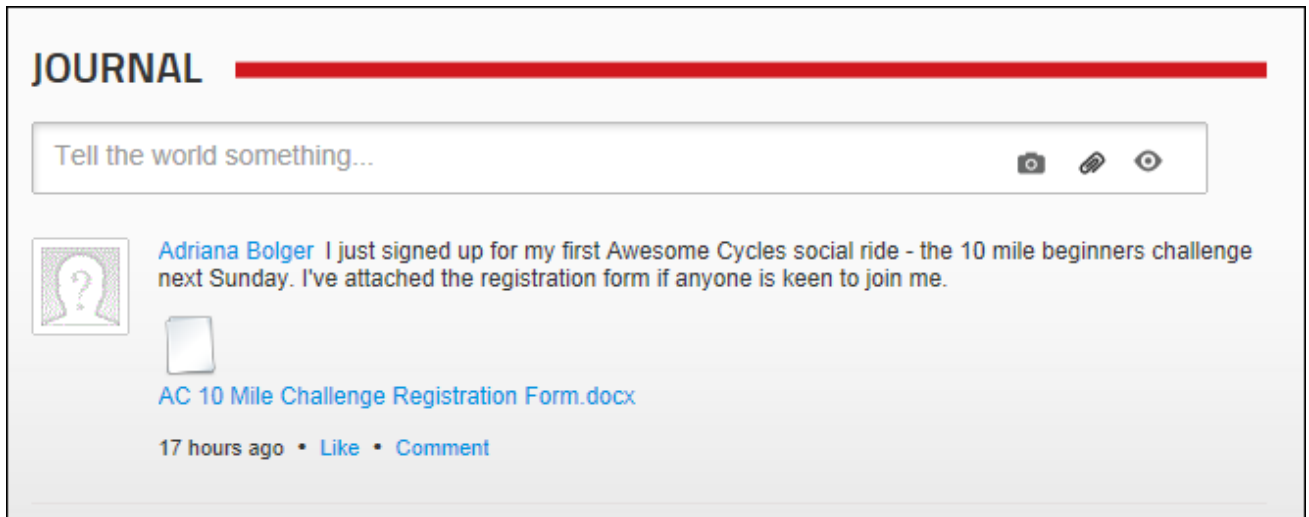 JOURNAL
Tell the world something...
Adriana Bolger I just signed up for my first Awesome Cycles social ride - the 10 mile beginners challenge
next Sunday. I've attached the registration form if anyone is keen to join me.
AC 10 Mile Challenge Registration Form.docx
17 hours ago • Like • Comment